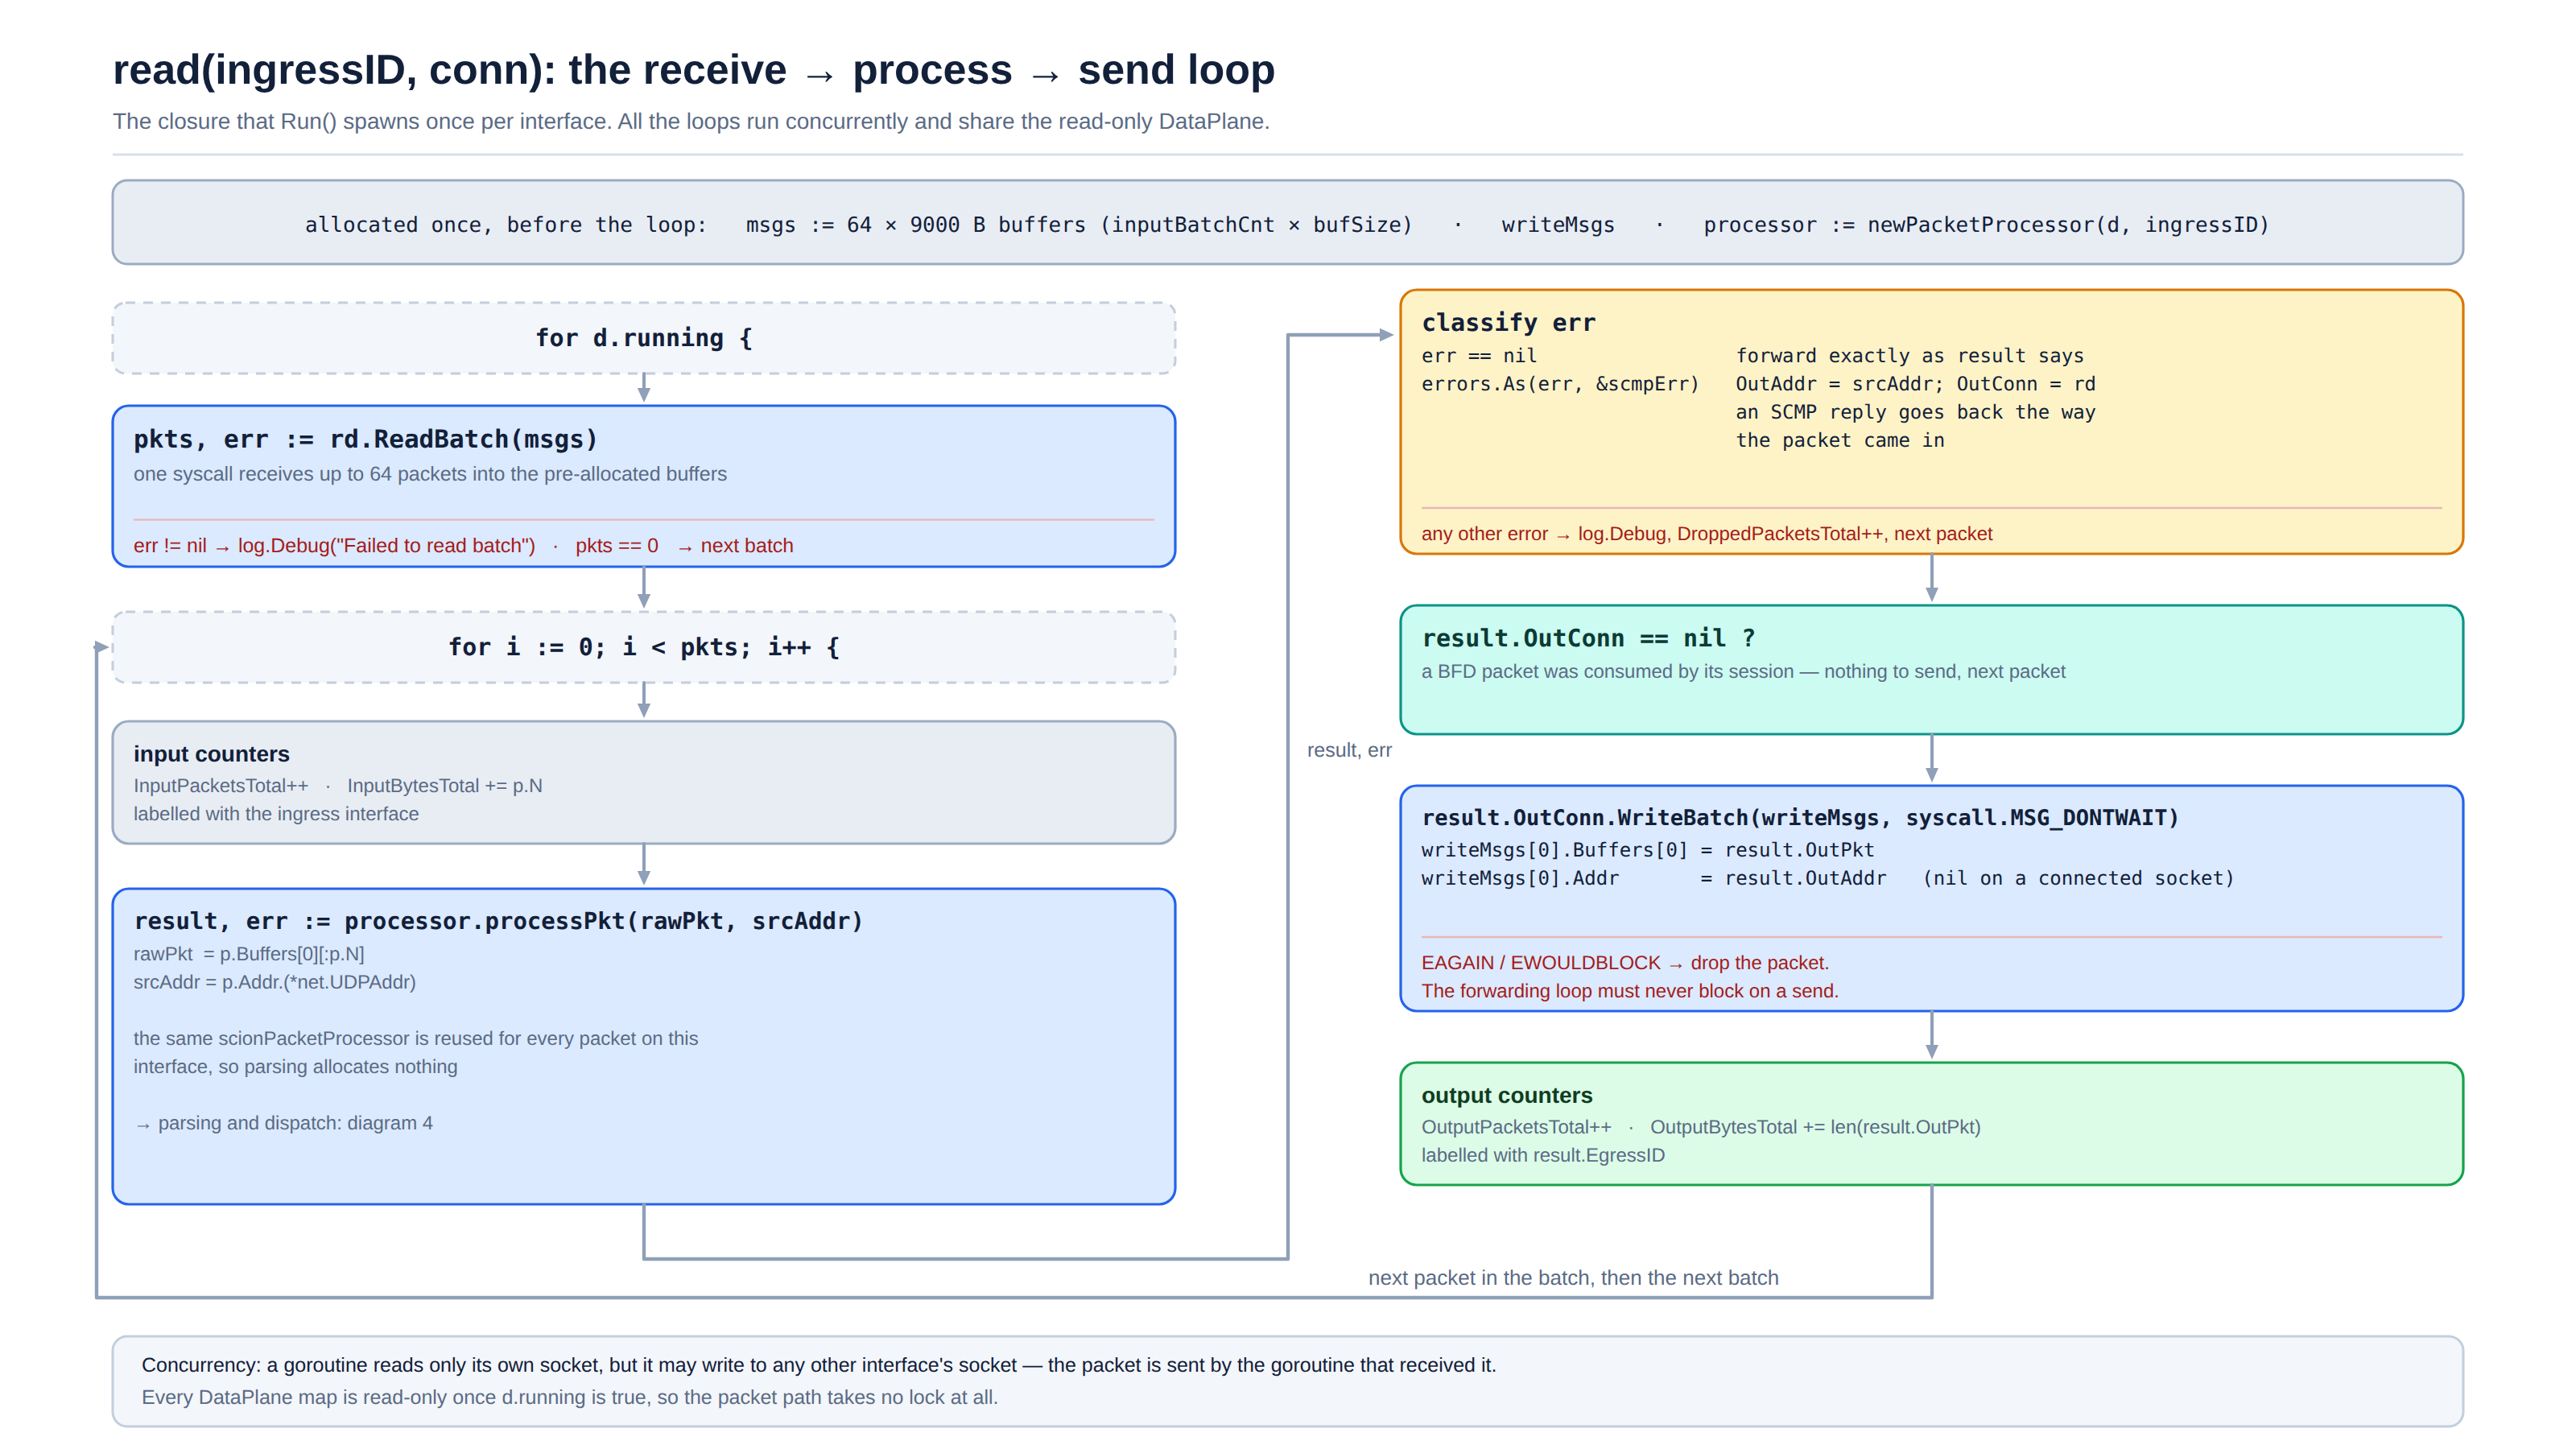 read(ingressID, conn): the receive → process → send loop
The closure that Run() spawns once per interface. All the loops run concurrently and share the read-only DataPlane.
allocated once, before the loop:   msgs := 64 × 9000 B buffers (inputBatchCnt × bufSize)   ·   writeMsgs   ·   processor := newPacketProcessor(d, ingressID)
for d.running {
pkts, err := rd.ReadBatch(msgs)
one syscall receives up to 64 packets into the pre-allocated buffers
err != nil → log.Debug("Failed to read batch")   ·   pkts == 0   → next batch
for i := 0; i < pkts; i++ {
input counters
InputPacketsTotal++   ·   InputBytesTotal += p.N
labelled with the ingress interface
result, err := processor.processPkt(rawPkt, srcAddr)
rawPkt  = p.Buffers[0][:p.N]
srcAddr = p.Addr.(*net.UDPAddr)
the same scionPacketProcessor is reused for every packet on this
interface, so parsing allocates nothing
→ parsing and dispatch: diagram 4
result, err
classify err
err == nil                 forward exactly as result says
errors.As(err, &scmpErr)   OutAddr = srcAddr; OutConn = rd
an SCMP reply goes back the way
the packet came in
any other error → log.Debug, DroppedPacketsTotal++, next packet
result.OutConn == nil ?
a BFD packet was consumed by its session — nothing to send, next packet
result.OutConn.WriteBatch(writeMsgs, syscall.MSG_DONTWAIT)
writeMsgs[0].Buffers[0] = result.OutPkt
writeMsgs[0].Addr       = result.OutAddr   (nil on a connected socket)
EAGAIN / EWOULDBLOCK → drop the packet.
The forwarding loop must never block on a send.
output counters
OutputPacketsTotal++   ·   OutputBytesTotal += len(result.OutPkt)
labelled with result.EgressID
next packet in the batch, then the next batch
Concurrency: a goroutine reads only its own socket, but it may write to any other interface's socket — the packet is sent by the goroutine that received it.
Every DataPlane map is read-only once d.running is true, so the packet path takes no lock at all.